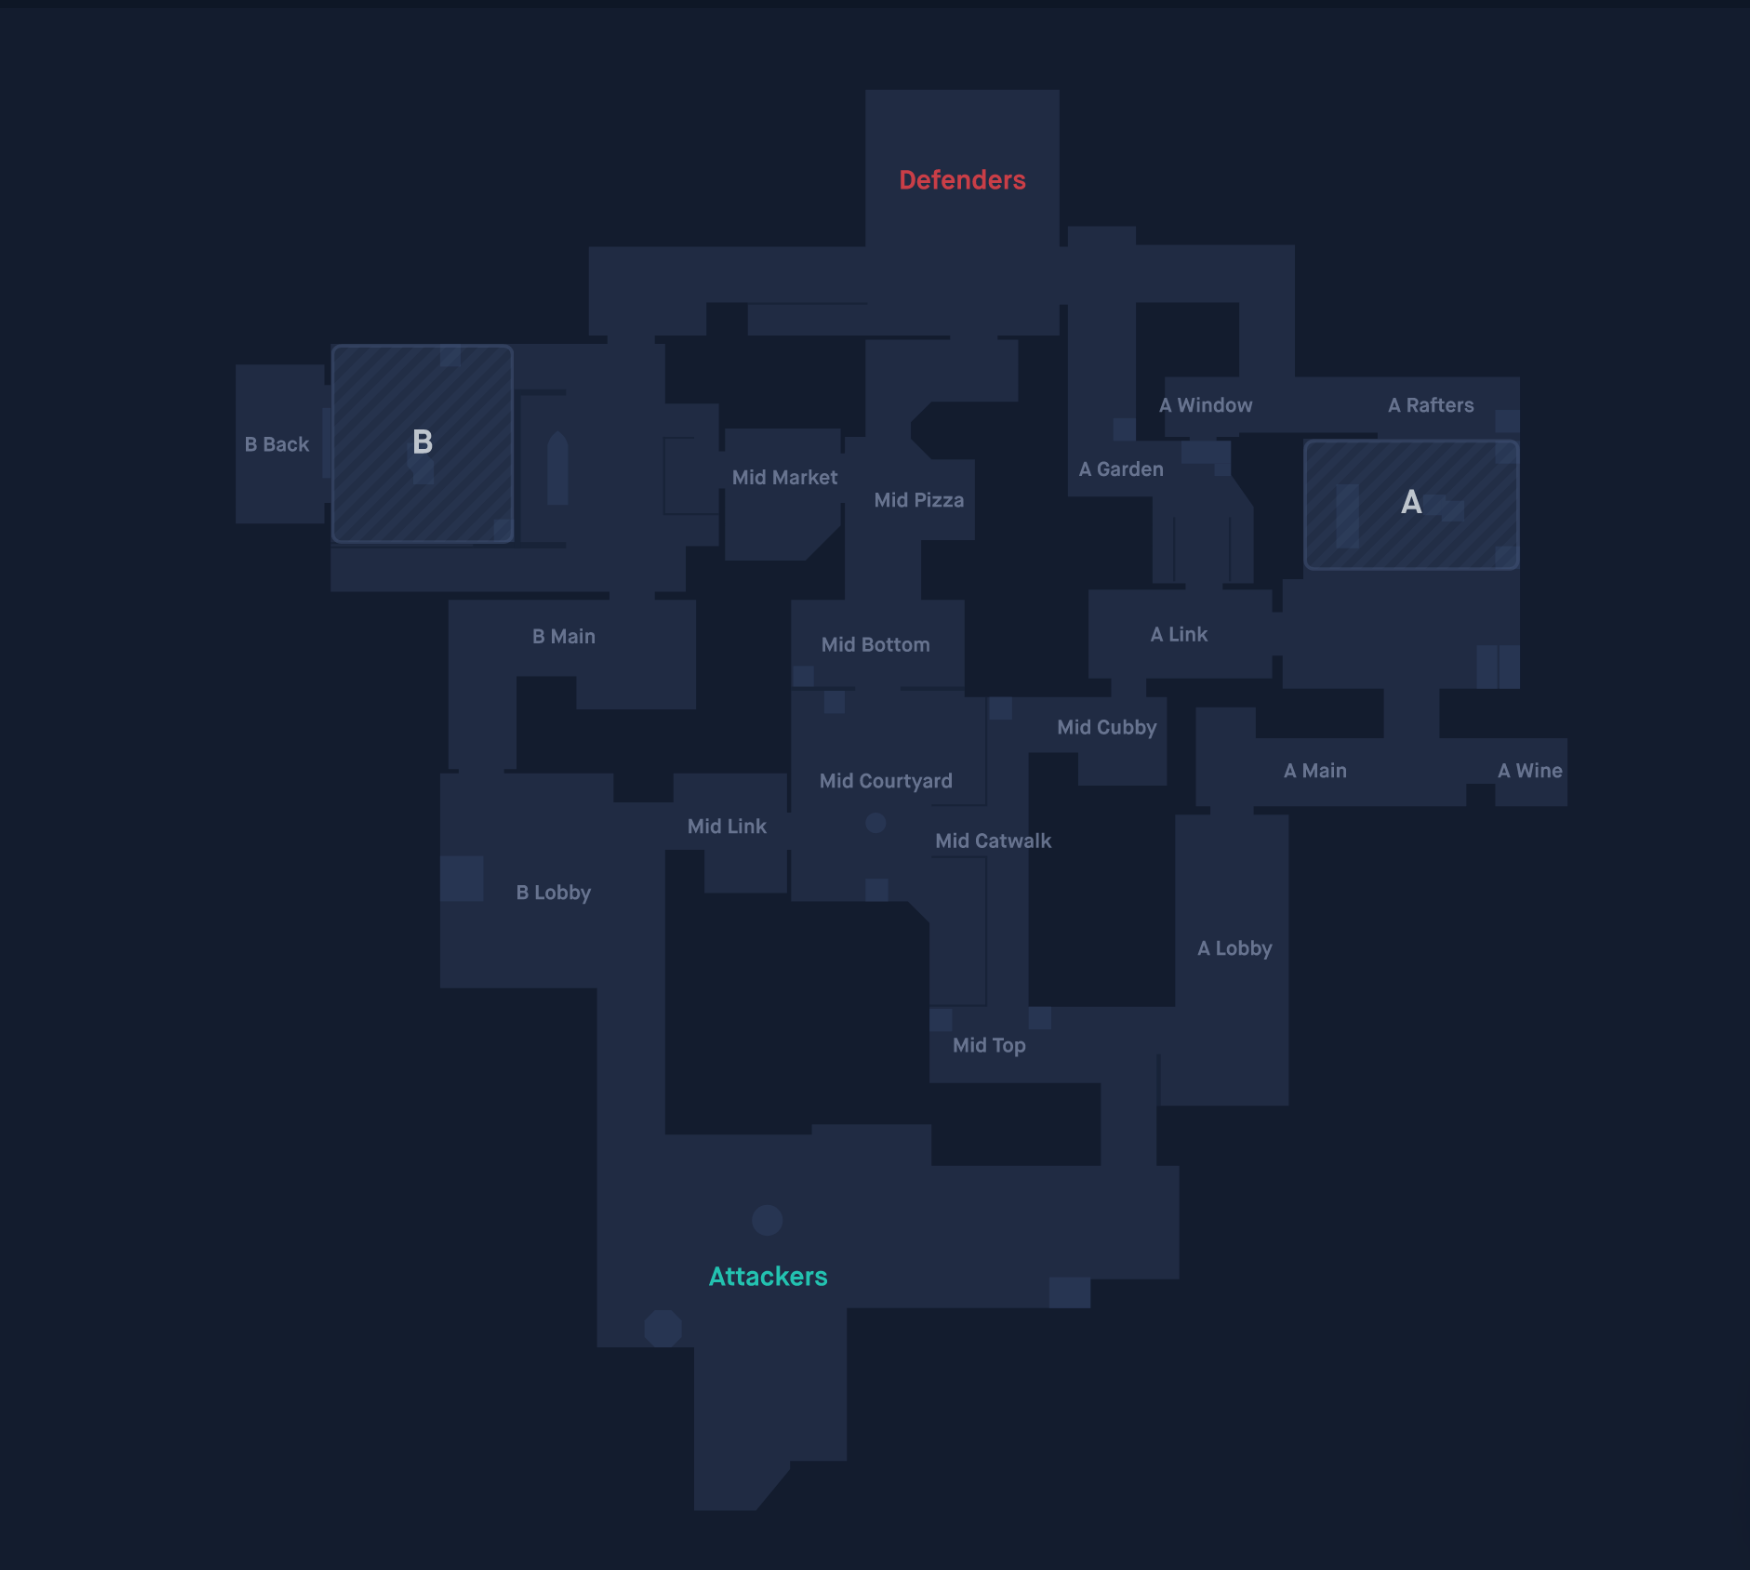 Defenders
A Window
A Rafters
B Back
B
Mid Market
A Garden
Mid Pizza
A
B Main
Mid Bottom
A Link
Mid Cubby
Mid Courtyard
A Main
A Wine
Mid Link
Mid Catwalk
B Lobby
A Lobby
Mid Top
Attackers